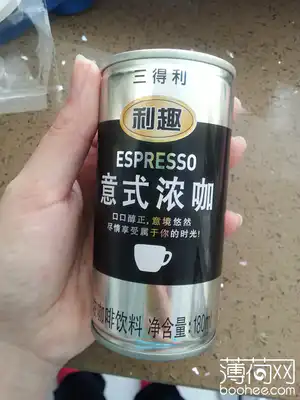 三得利
利趣
ESPRESSO
意式浓咖
口口醇正，意境悠然
尽情享受属于你的时光！
咖啡饮料 净含量：180ml
薄荷网
boohee.com